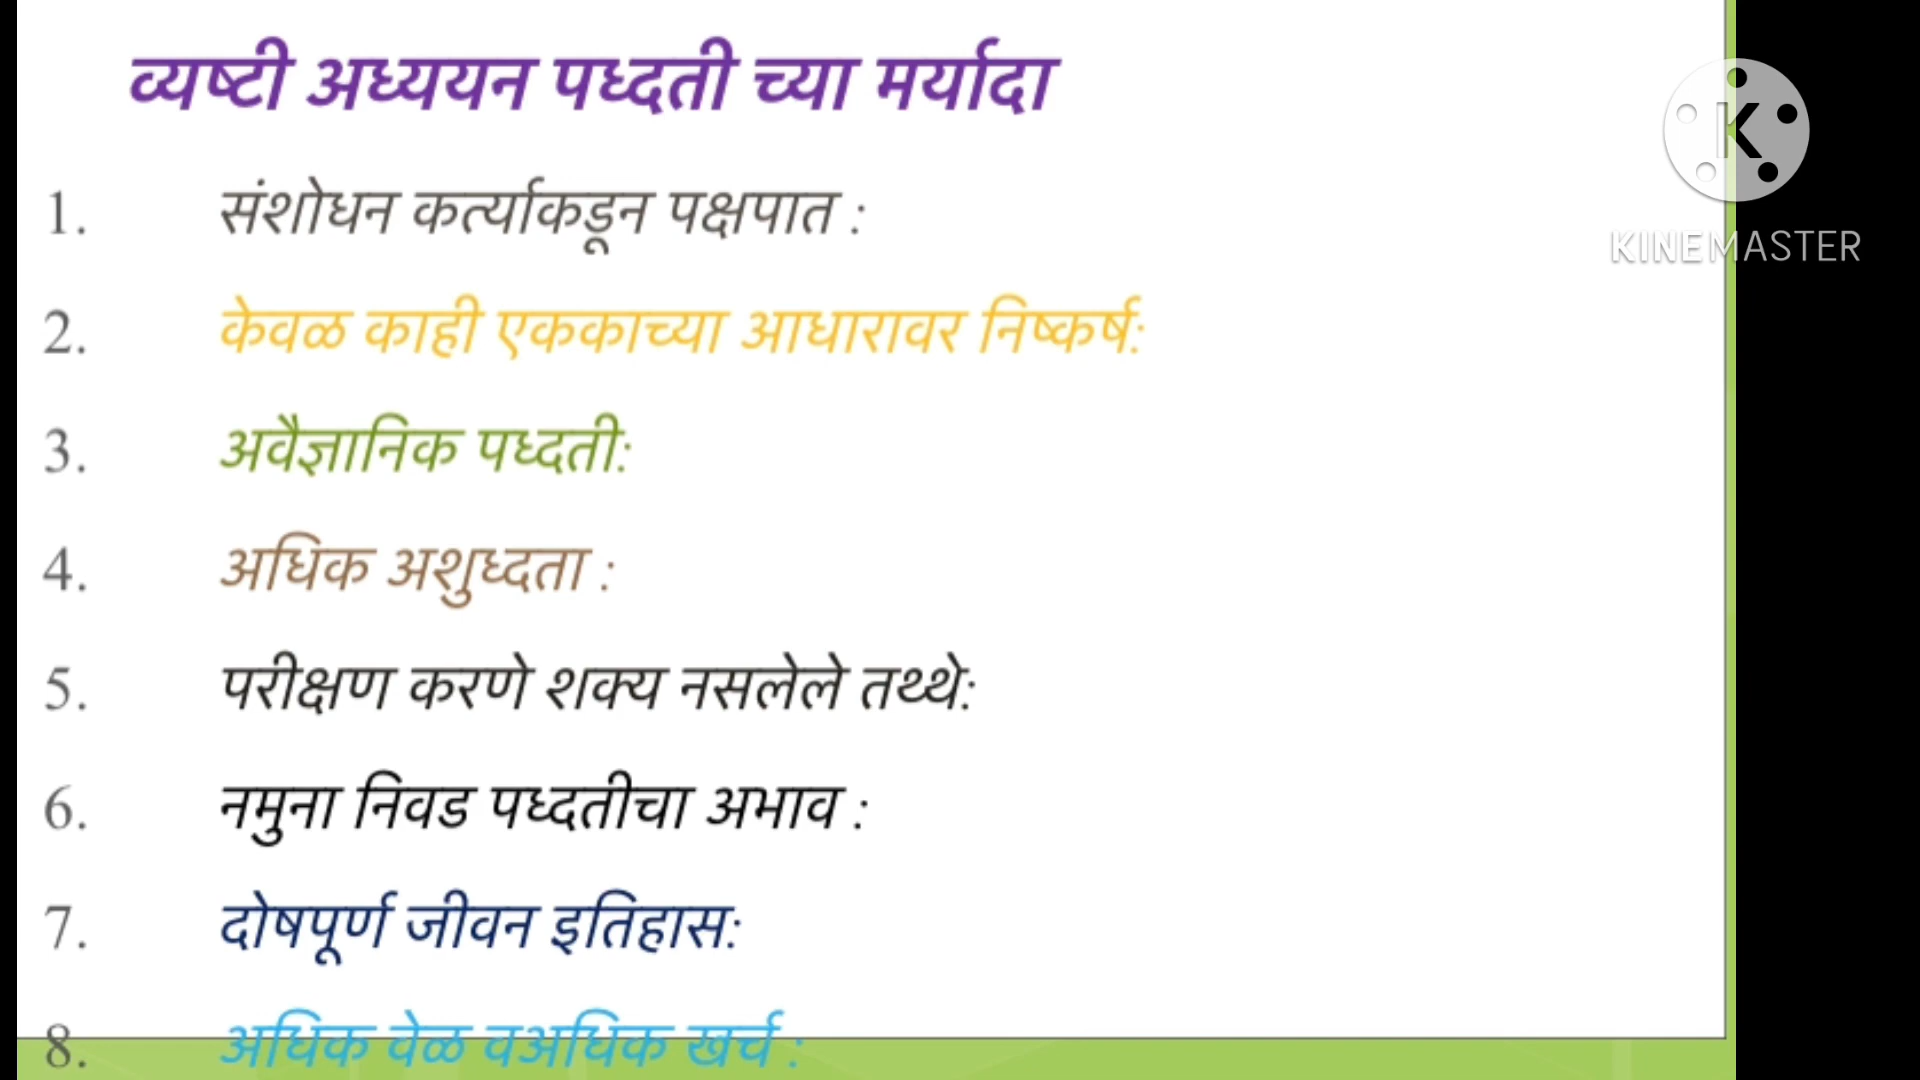 व्यष्टी अध्ययन पध्दती च्या मर्यादा
1. संशोधन कर्त्याकडून पक्षपात :
2. केवळ काही एककाच्या आधारावर निष्कर्ष:
3. अवैज्ञानिक पध्दती:
4. अधिक अशुध्दता :
5. परीक्षण करणे शक्य नसलेले तथ्थे:
6. नमुना निवड पध्दतीचा अभाव :
7. दोषपूर्ण जीवन इतिहास:
8. अधिक वेळ वअधिक खर्च :
K
KINEMASTER